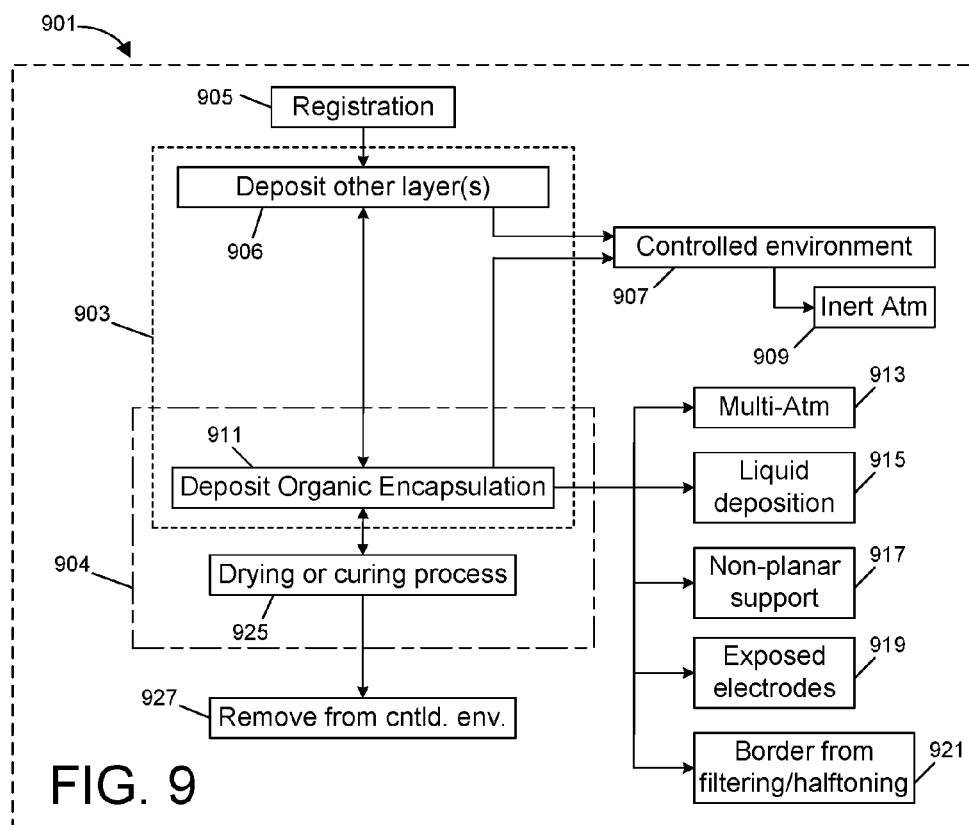 901
905
Registration
Deposit other layer(s)
906
Controlled environment
907
903
Inert Atm
909
913
Multi-Atm
911
Deposit Organic Encapsulation
915
Liquid
deposition
904
Drying or curing process
925
917
Non-planar
support
919
Exposed
electrodes
927
Remove from cntld. env.
921
Border from
filtering/halftoning
FIG. 9